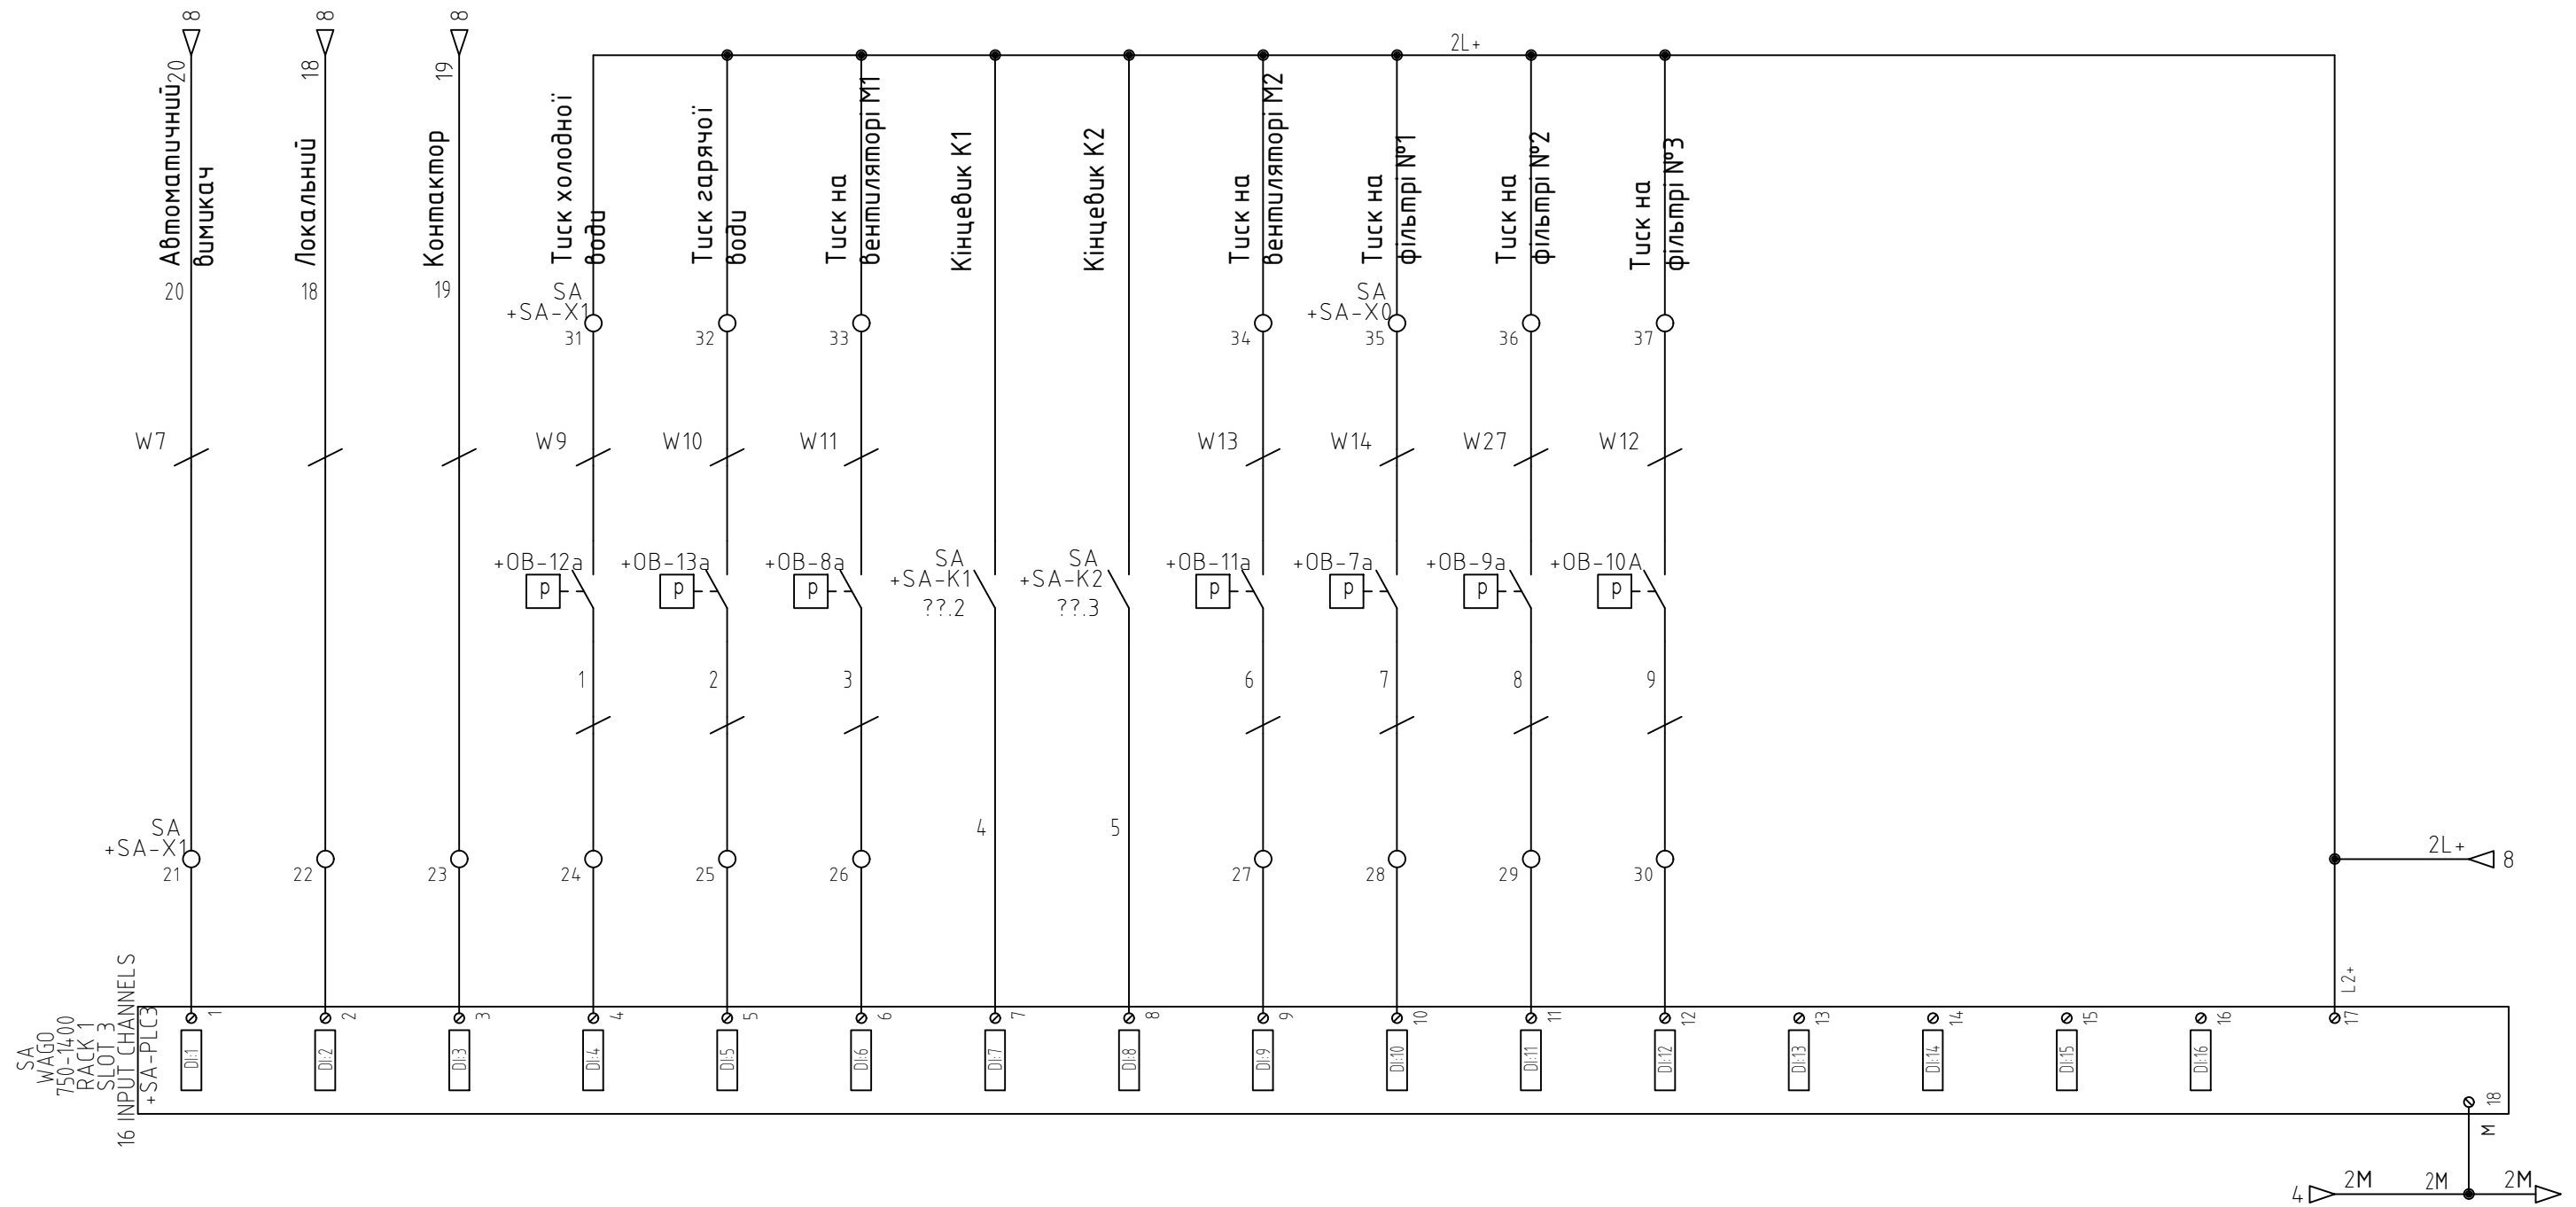 8
8
8
20
18
19
2L+
Автоматичний
вимикач
Локальний
Контактор
Тиск холодної
води
Тиск гарячої
води
Тиск на
вентиляторі М1
Кінцевик К1
Кінцевик К2
Тиск на
вентиляторі М2
Тиск на
фільтрі №1
Тиск на
фільтрі №2
Тиск на
фільтрі №3
20
18
19
SA
+SA-X1
31
32
33
34
SA
+SA-X0
35
36
37
W7
W9
W10
W11
W13
W14
W27
W12
+OB-12a
P
+OB-13a
P
+OB-8a
P
SA
+SA-K1
??.2
SA
+SA-K2
??.3
+OB-11a
P
+OB-7a
P
+OB-9a
P
+OB-10A
P
1
2
3
6
7
8
9
4
5
SA
+SA-X1
21
22
23
24
25
26
27
28
29
30
2L+
8
L2+
SA
WAGO
750-1400
RACK 1
SLOT 3
16 INPUT CHANNELS
+SA-PLC3
1
2
3
4
5
6
7
8
9
10
11
12
13
14
15
16
17
DI:1
DI:2
DI:3
DI:4
DI:5
DI:6
DI:7
DI:8
DI:9
DI:10
DI:11
DI:12
DI:13
DI:14
DI:15
DI:16
18
M
4
2M
2M
2M